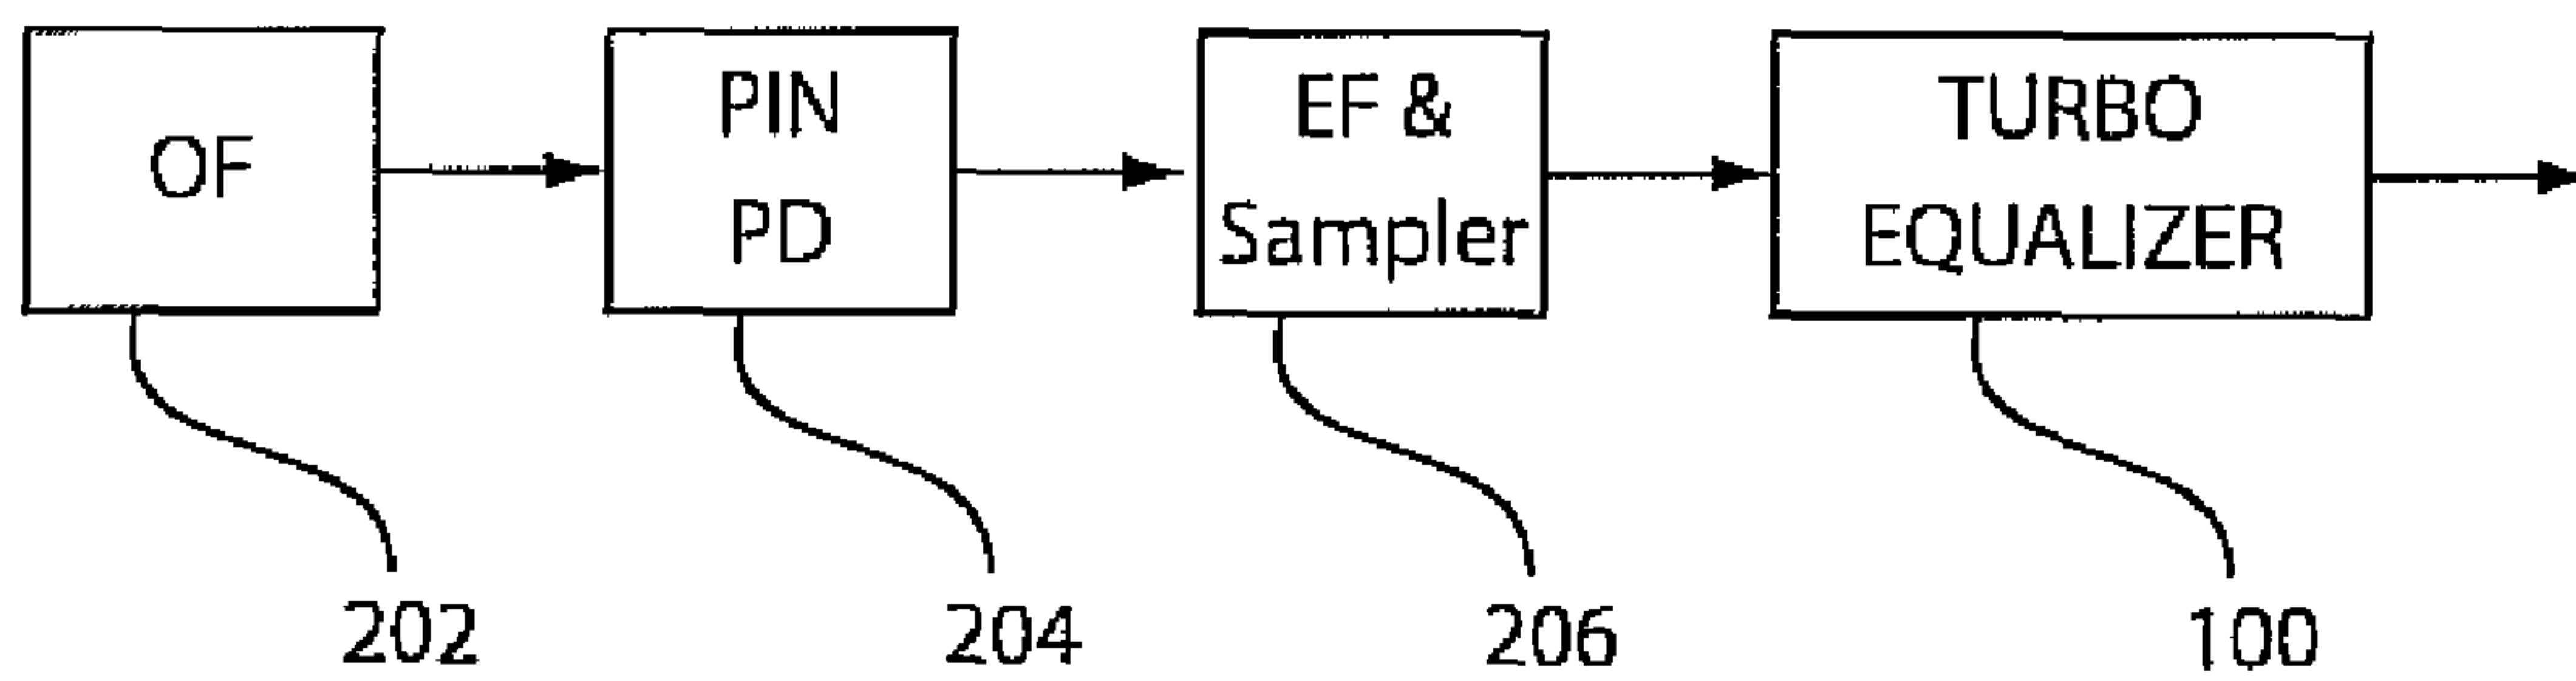 OF
PIN
PD
EF &
Sampler
TURBO
EQUALIZER
202
204
206
100